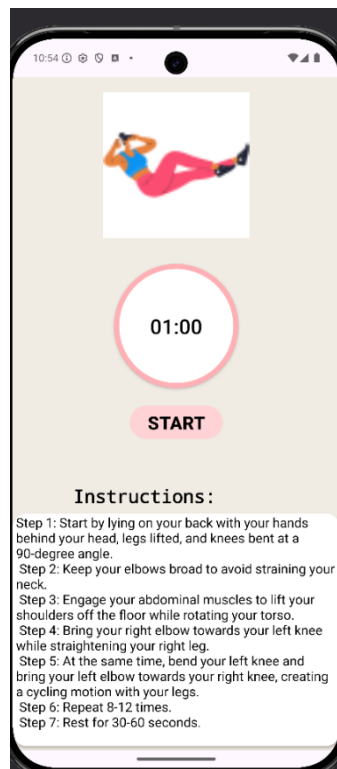 10:54
01:00
START
Instructions:
Step 1: Start by lying on your back with your hands
behind your head, legs lifted, and knees bent at a
90-degree angle.
Step 2: Keep your elbows broad to avoid straining your
neck.
Step 3: Engage your abdominal muscles to lift your
shoulders off the floor while rotating your torso.
Step 4: Bring your right elbow towards your left knee
while straightening your right leg.
Step 5: At the same time, bend your left knee and
bring your left elbow towards your right knee, creating
a cycling motion with your legs.
Step 6: Repeat 8-12 times.
Step 7: Rest for 30-60 seconds.